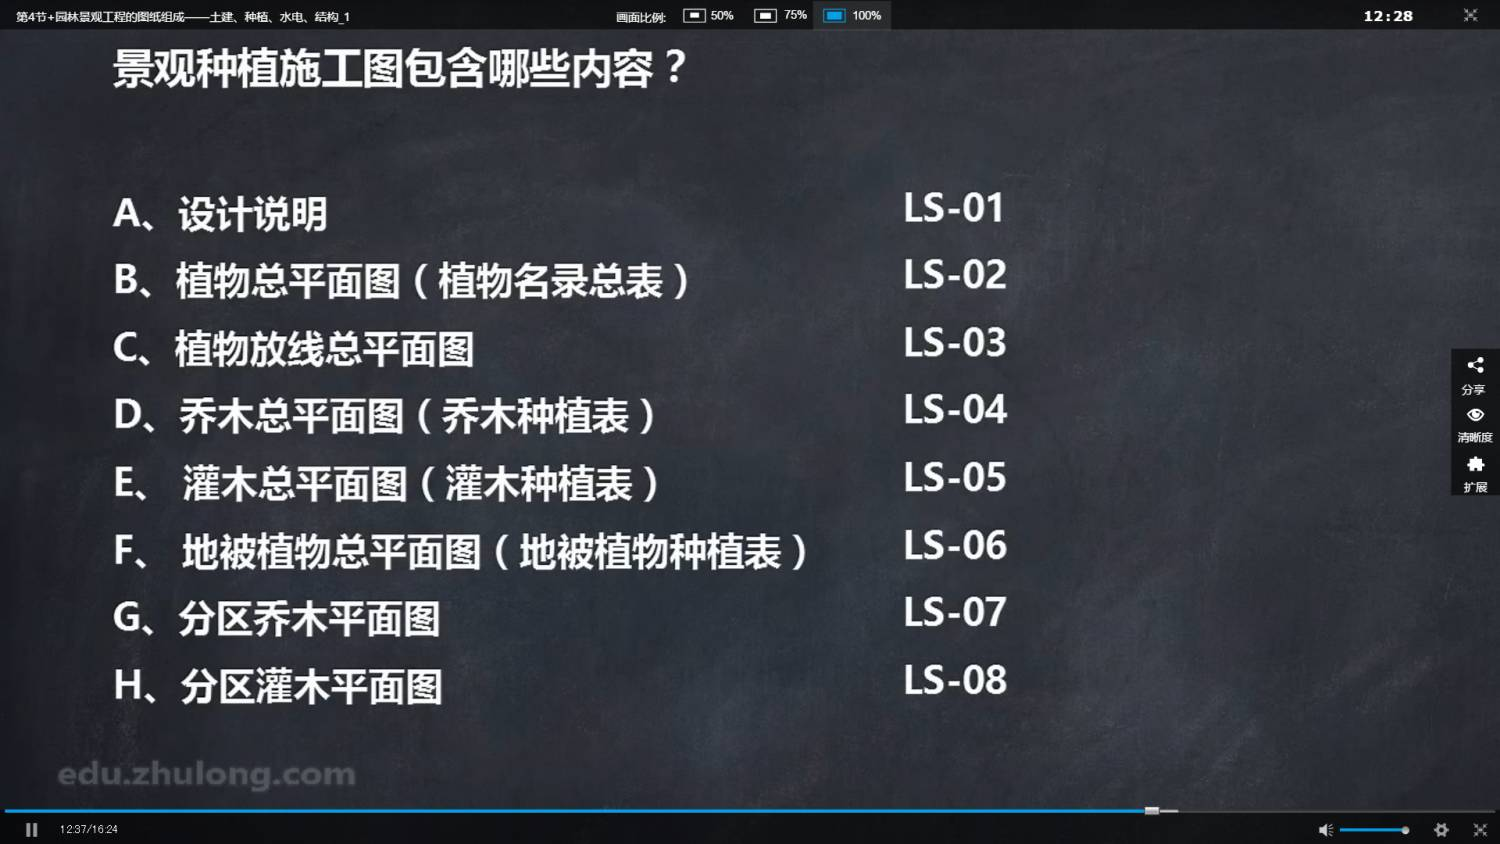 第4节+园林景观工程的图纸组成——土建、种植、水电、结构_1
画面比例: 50% 75% 100%
12:28
景观种植施工图包含哪些内容？
A、设计说明 LS-01
B、植物总平面图（植物名录总表） LS-02
C、植物放线总平面图 LS-03
D、乔木总平面图（乔木种植表） LS-04
E、 灌木总平面图（灌木种植表） LS-05
F、 地被植物总平面图（地被植物种植表） LS-06
G、分区乔木平面图 LS-07
H、分区灌木平面图 LS-08
分享
清晰度
扩展
edu.zhulong.com
12:37/16:24